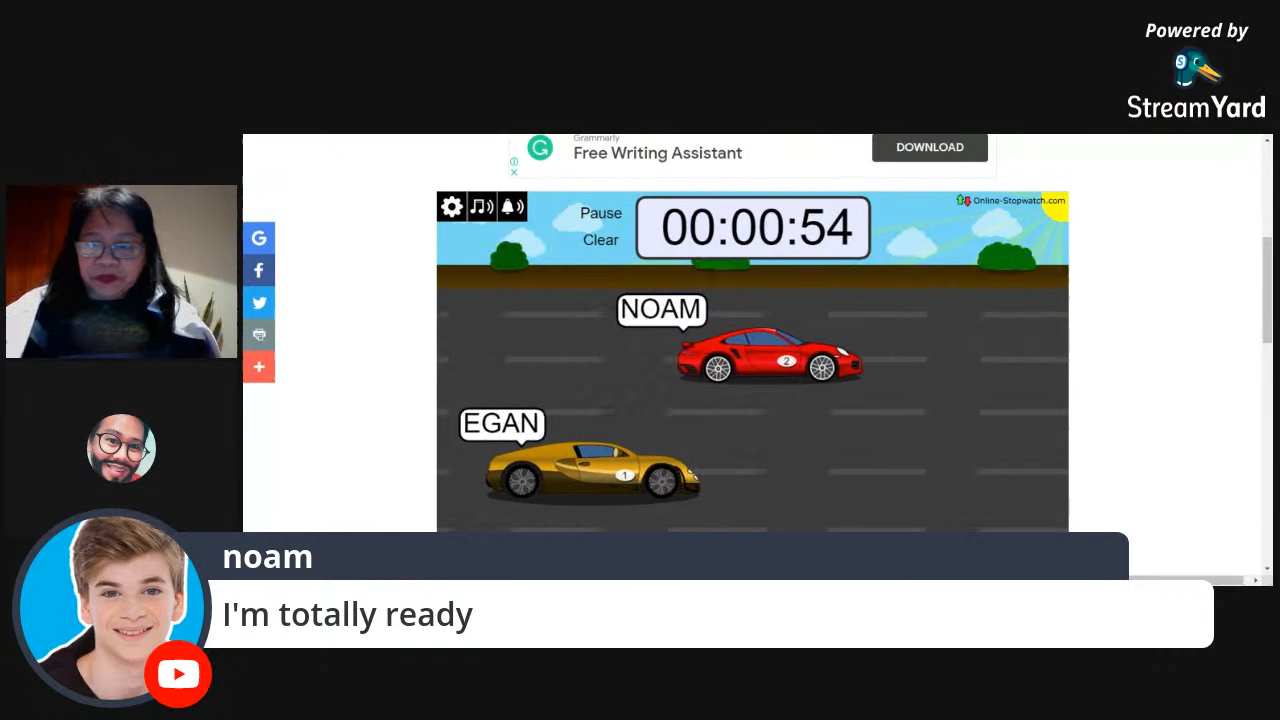 Powered by
StreamYard
Grammarly
Free Writing Assistant
DOWNLOAD
Pause
Clear
00:00:54
Online-Stopwatch.com
NOAM
2
EGAN
1
noam
I'm totally ready